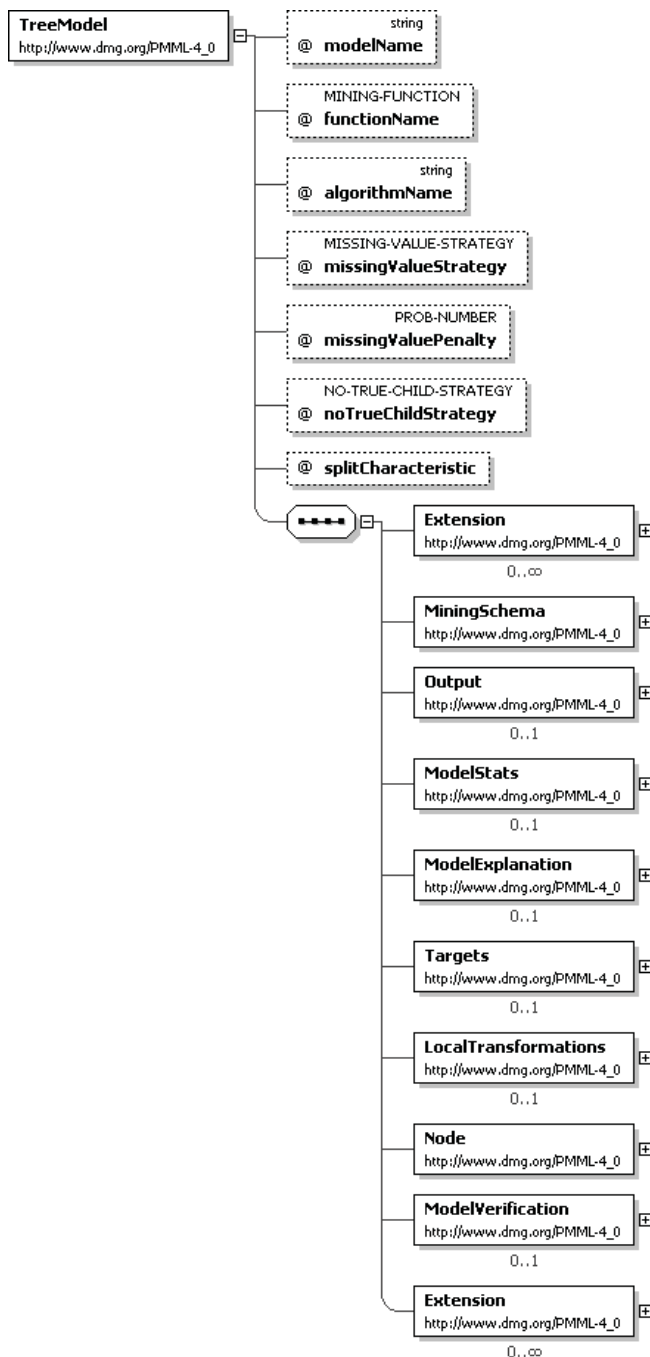 TreeModel
http://www.dmg.org/PMML-4_0
string
@ modelName
MINING-FUNCTION
@ functionName
string
@ algorithmName
MISSING-VALUE-STRATEGY
@ missingValueStrategy
PROB-NUMBER
@ missingValuePenalty
NO-TRUE-CHILD-STRATEGY
@ noTrueChildStrategy
@ splitCharacteristic
Extension
http://www.dmg.org/PMML-4_0
0..∞
MiningSchema
http://www.dmg.org/PMML-4_0
Output
http://www.dmg.org/PMML-4_0
0..1
ModelStats
http://www.dmg.org/PMML-4_0
0..1
ModelExplanation
http://www.dmg.org/PMML-4_0
0..1
Targets
http://www.dmg.org/PMML-4_0
0..1
LocalTransformations
http://www.dmg.org/PMML-4_0
0..1
Node
http://www.dmg.org/PMML-4_0
ModelVerification
http://www.dmg.org/PMML-4_0
0..1
Extension
http://www.dmg.org/PMML-4_0
0..∞